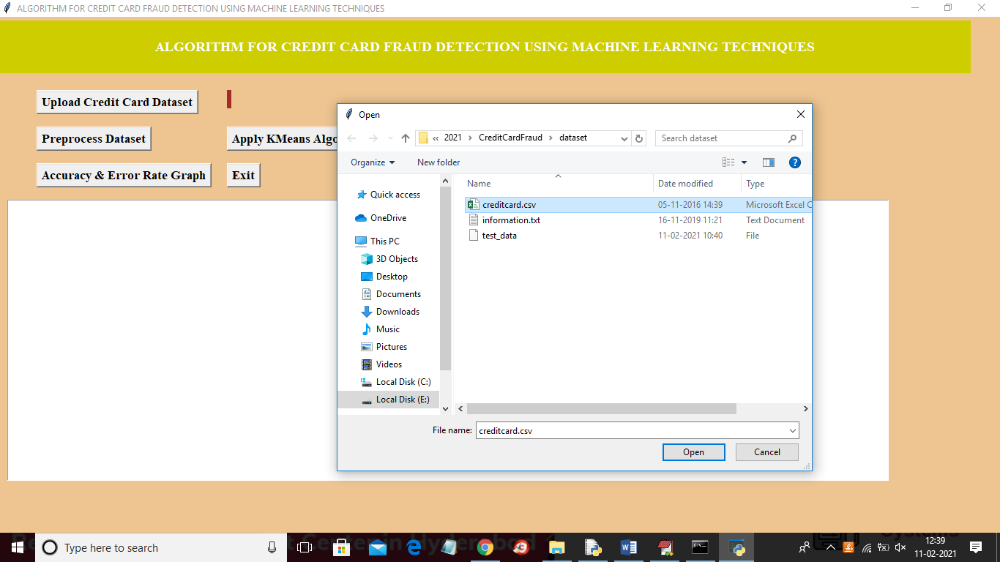 ALGORITHM FOR CREDIT CARD FRAUD DETECTION USING MACHINE LEARNING TECHNIQUES
ALGORITHM FOR CREDIT CARD FRAUD DETECTION USING MACHINE LEARNING TECHNIQUES
Upload Credit Card Dataset
Preprocess Dataset
Apply KMeans Algo
Accuracy & Error Rate Graph
Exit
Open
« 2021 › CreditCardFraud › dataset
Search dataset
Organize
New folder
Quick access
OneDrive
This PC
3D Objects
Desktop
Documents
Downloads
Music
Pictures
Videos
Local Disk (C:)
Local Disk (E:)
Name Date modified Type
creditcard.csv 05-11-2016 14:39 Microsoft Excel C
information.txt 16-11-2019 11:21 Text Document
test_data 11-02-2021 10:40 File
File name: creditcard.csv
Open
Cancel
Type here to search
12:39
11-02-2021